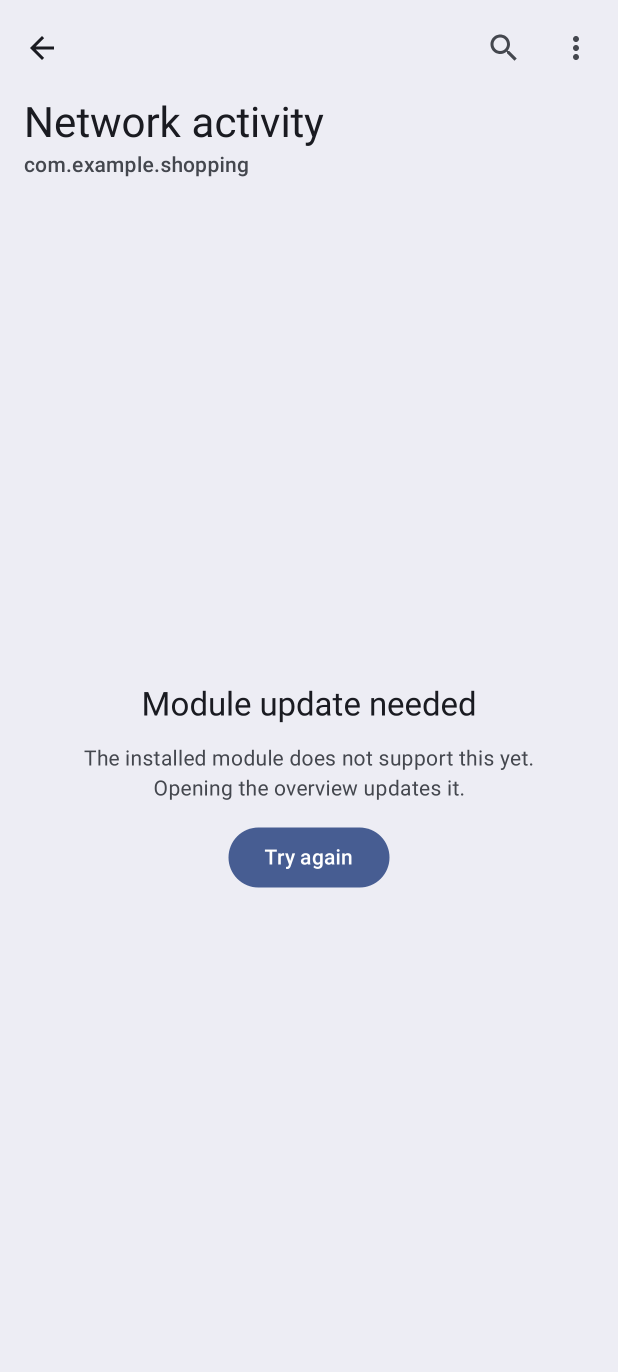 Network activity
com.example.shopping
Module update needed
The installed module does not support this yet.
Opening the overview updates it.
Try again